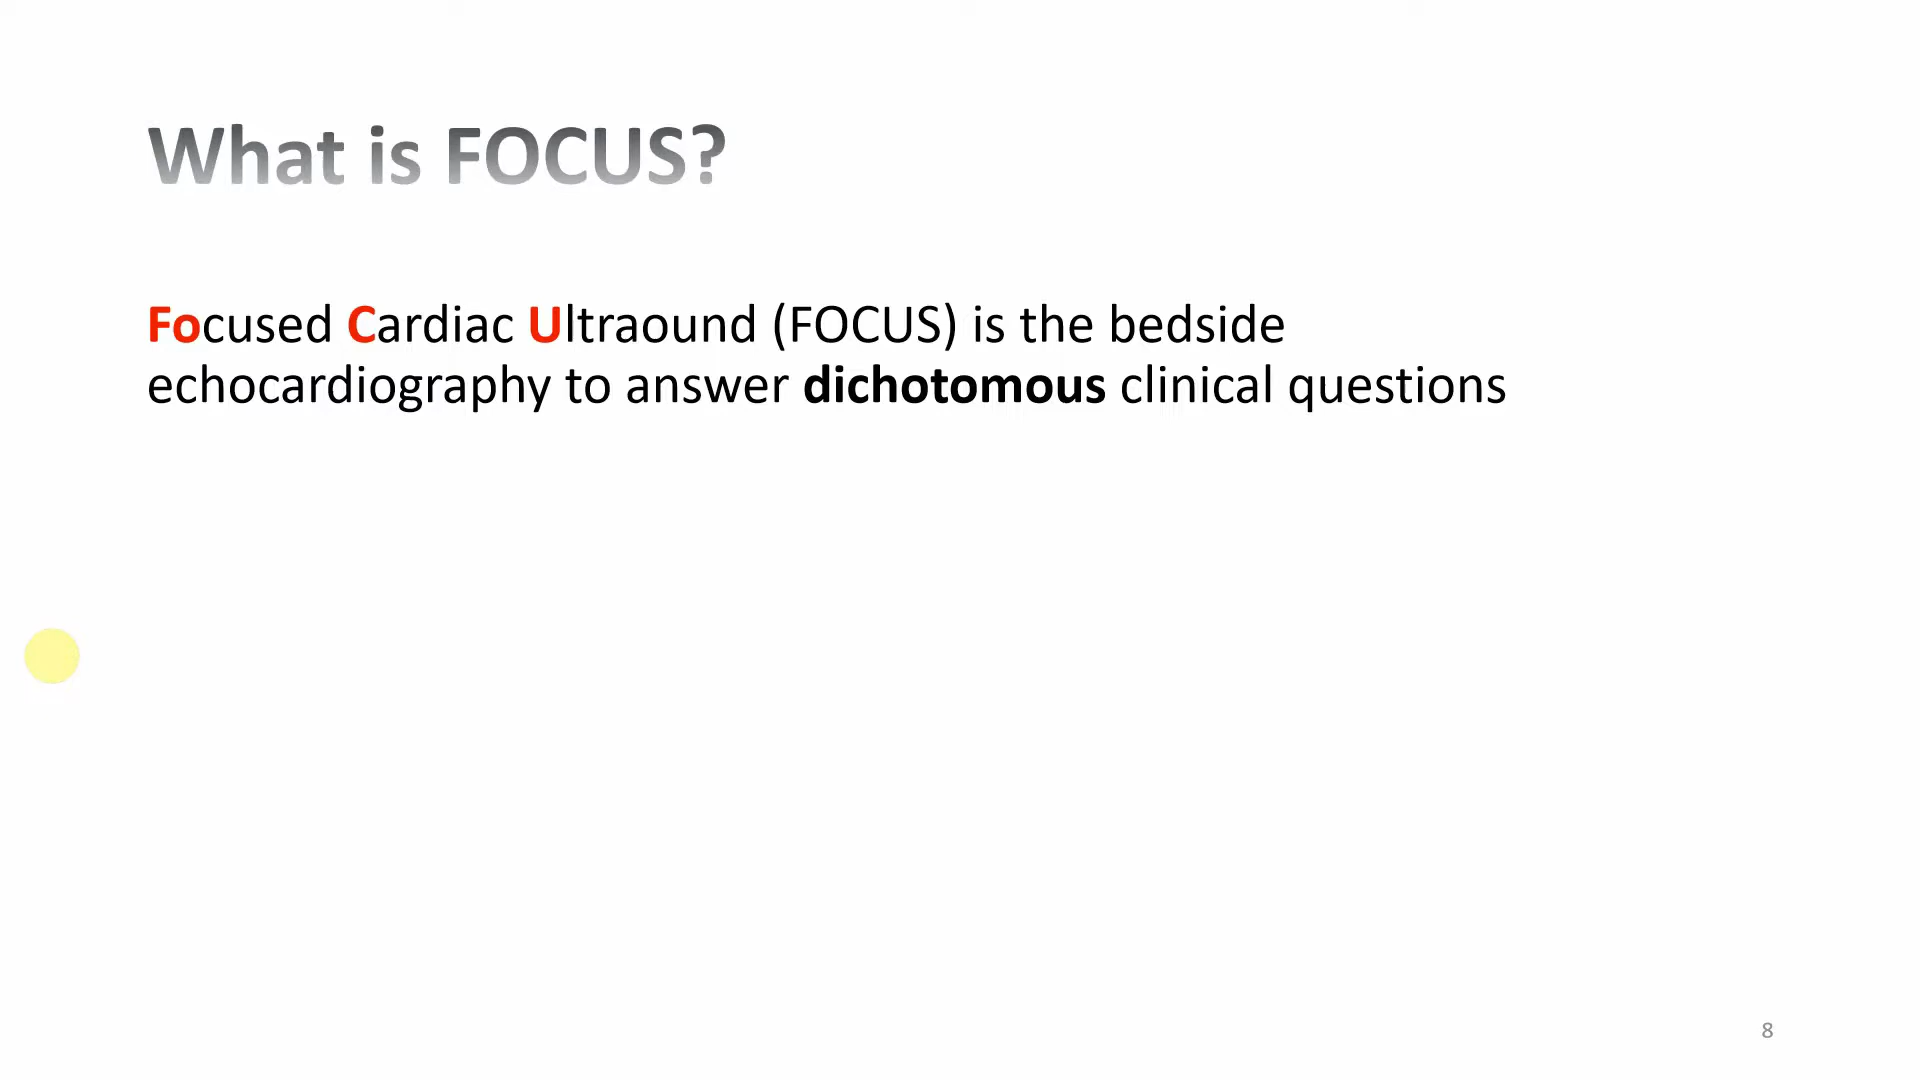 What is FOCUS?
Focused Cardiac Ultraound (FOCUS) is the bedside
echocardiography to answer dichotomous clinical questions
8